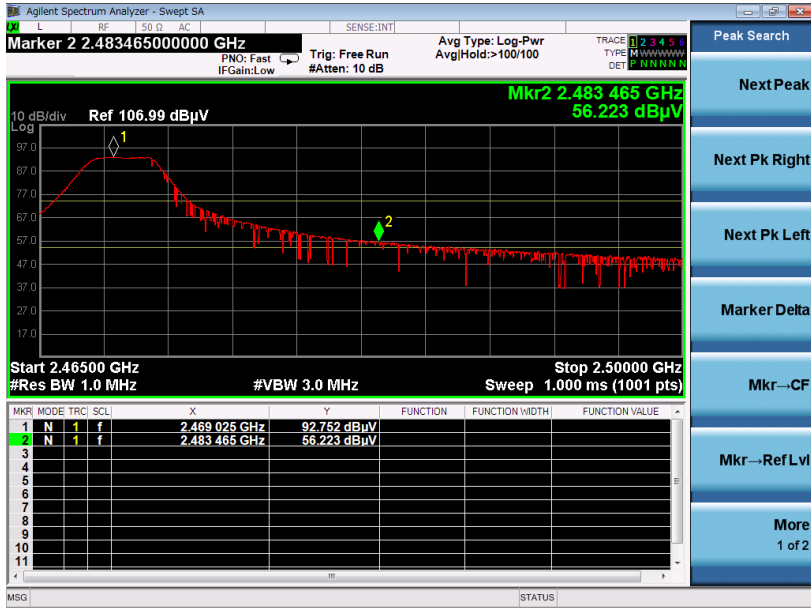 Agilent Spectrum Analyzer - Swept SA
LXI L RF 50 Ω AC SENSE:INT
Marker 2 2.483465000000 GHz
PNO: Fast
IFGain:Low
Trig: Free Run
#Atten: 10 dB
Avg Type: Log-Pwr
Avg|Hold:>100/100
TRACE 1 2 3 4 5 6
TYPE M WWWWW
DET P N N N N N
Mkr2 2.483 465 GHz
56.223 dBµV
10 dB/div Ref 106.99 dBµV
Log
97.0
87.0
77.0
67.0
57.0
47.0
37.0
27.0
17.0
1
2
Start 2.46500 GHz Stop 2.50000 GHz
#Res BW 1.0 MHz #VBW 3.0 MHz Sweep 1.000 ms (1001 pts)
MKR MODE TRC SCL X Y FUNCTION FUNCTION WIDTH FUNCTION VALUE
1 N 1 f 2.469 025 GHz 92.752 dBµV
2 N 1 f 2.483 465 GHz 56.223 dBµV
3
4
5
6
7
8
9
10
11
MSG STATUS
Peak Search
Next Peak
Next Pk Right
Next Pk Left
Marker Delta
Mkr→CF
Mkr→Ref Lvl
More
1 of 2